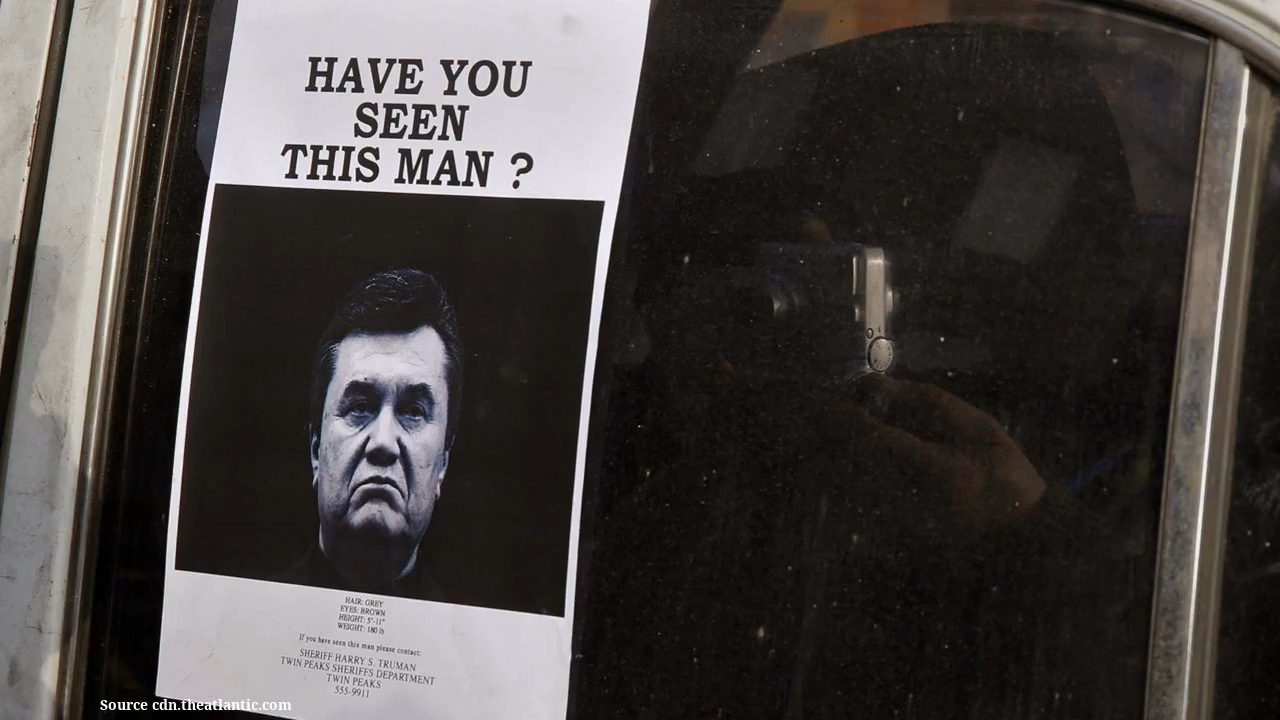 HAVE YOU
SEEN
THIS MAN ?
HAIR: GREY
EYES: BROWN
HEIGHT: 5'-11"
WEIGHT: 180 lb
If you have seen this man please contact:
SHERIFF HARRY S. TRUMAN
TWIN PEAKS SHERIFFS DEPARTMENT
TWIN PEAKS
555-9911
Source cdn.theatlantic.com